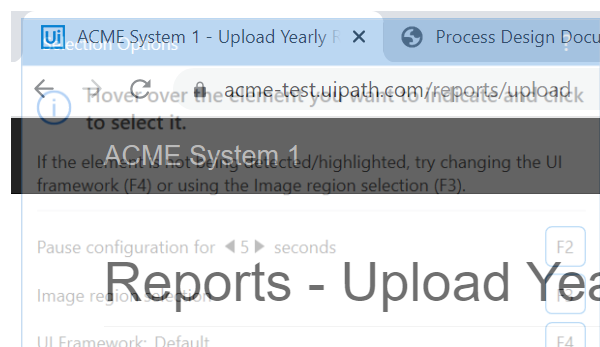 Ui ACME System 1 - Upload Yearly R × Process Design Docu
Selection Options
acme-test.uipath.com/reports/upload
Hover over the element you want to indicate and click
to select it.
ACME System 1
If the element is not being detected/highlighted, try changing the UI
framework (F4) or using the Image region selection (F3).
Pause configuration for 5 seconds F2
Reports - Upload Yea
Image region selection F3
UI Framework: Default F4